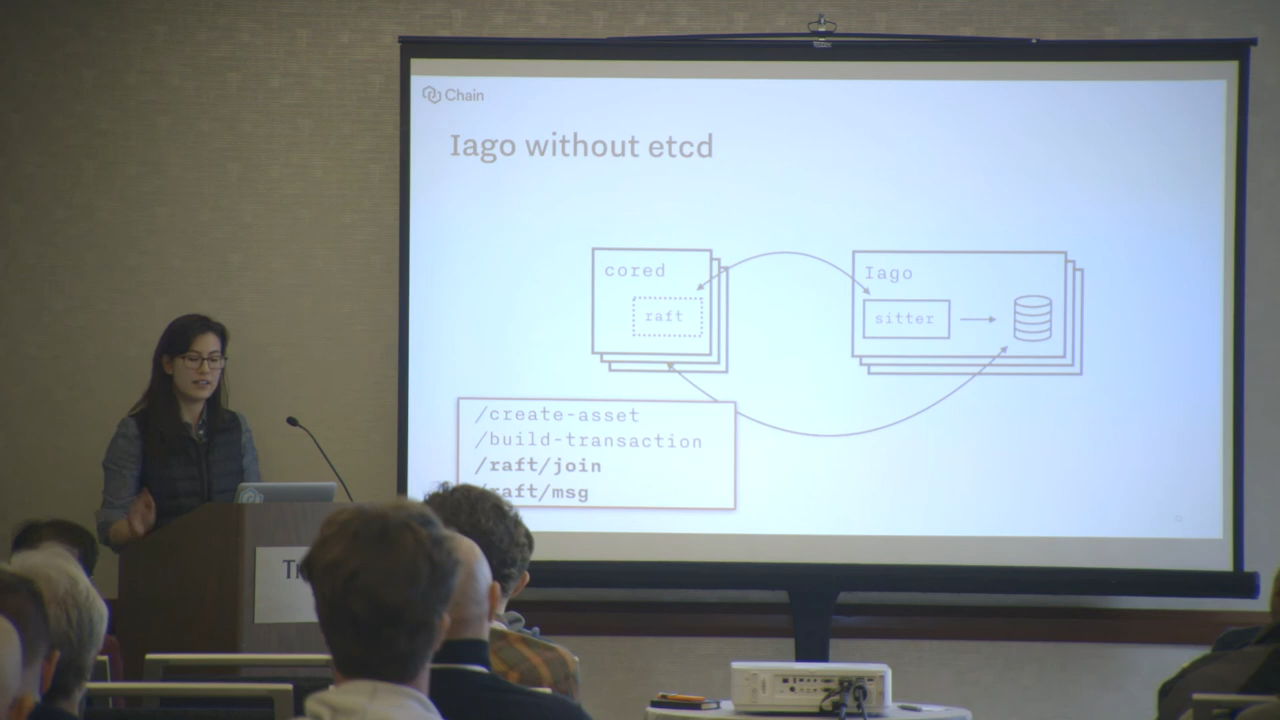 Chain
Iago without etcd
cored
raft
Iago
sitter
/create-asset
/build-transaction
/raft/join
raft/msg